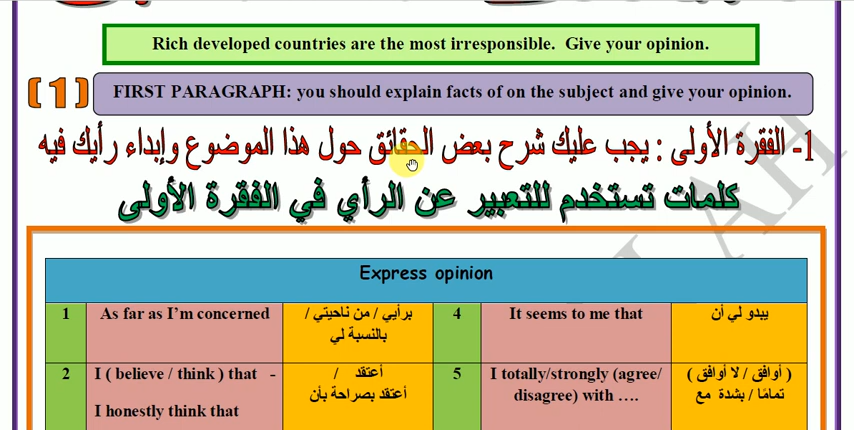 Rich developed countries are the most irresponsible.  Give your opinion.
(1) FIRST PARAGRAPH: you should explain facts of on the subject and give your opinion.
1- الفقرة الأولى : يجب عليك شرح بعض الحقائق حول هذا الموضوع وإبداء رأيك فيه
كلمات تستخدم للتعبير عن الرأي في الفقرة الأولى
Express opinion
1 As far as I'm concerned برأيي / من ناحيتي / 4 It seems to me that يبدو لي أن
بالنسبة لي
2 I ( believe / think ) that - أعتقد / 5 I totally/strongly (agree/ ( أوافق / لا أوافق )
I honestly think that أعتقد بصراحة بأن disagree) with …. تمامًا / بشدة مع